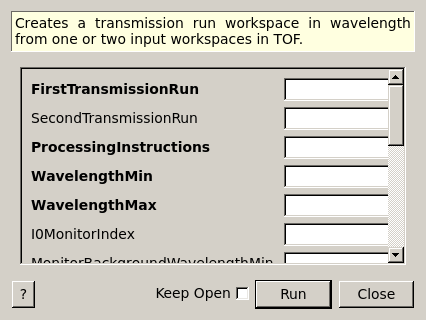 Creates a transmission run workspace in wavelength
from one or two input workspaces in TOF.
FirstTransmissionRun
SecondTransmissionRun
ProcessingInstructions
WavelengthMin
WavelengthMax
I0MonitorIndex
MonitorBackgroundWavelengthMin
?
Keep Open
Run
Close